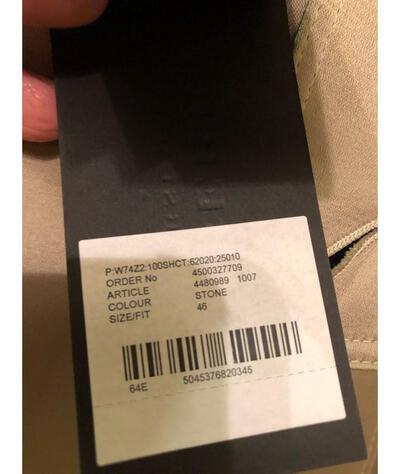 P:W74Z2:100SHCT:62020:25010
ORDER No 4500327709
ARTICLE 4480989 1007
COLOUR STONE
SIZE/FIT 46
64E 5045376820345